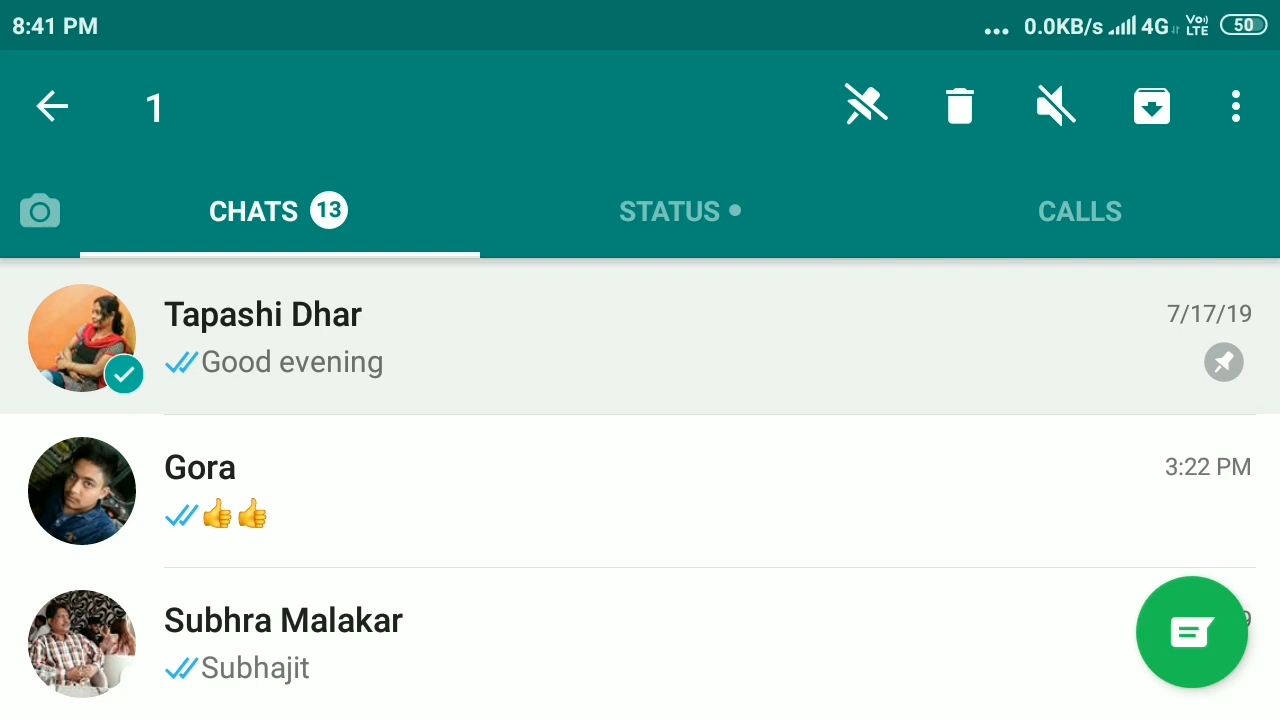 8:41 PM ... 0.0KB/s 4G Vo) LTE 50
1
CHATS 13 STATUS CALLS
Tapashi Dhar 7/17/19
Good evening
Gora 3:22 PM
👍👍
Subhra Malakar
Subhajit